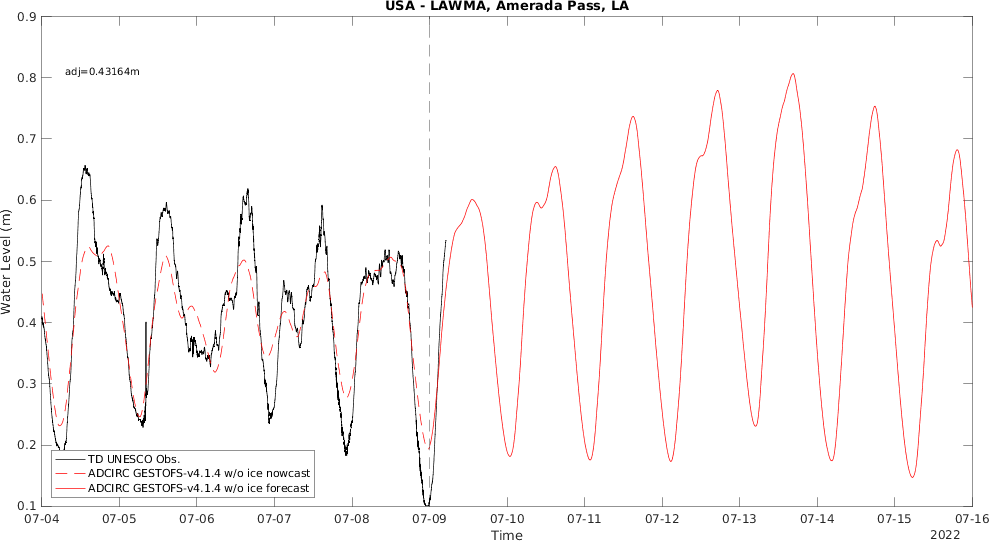 USA - LAWMA, Amerada Pass, LA
0.9
0.8
0.7
0.6
0.5
0.4
0.3
0.2
0.1
Water Level (m)
adj=0.43164m
TD UNESCO Obs.
ADCIRC GESTOFS-v4.1.4 w/o ice nowcast
ADCIRC GESTOFS-v4.1.4 w/o ice forecast
07-04 07-05 07-06 07-07 07-08 07-09 07-10 07-11 07-12 07-13 07-14 07-15 07-16
Time
2022